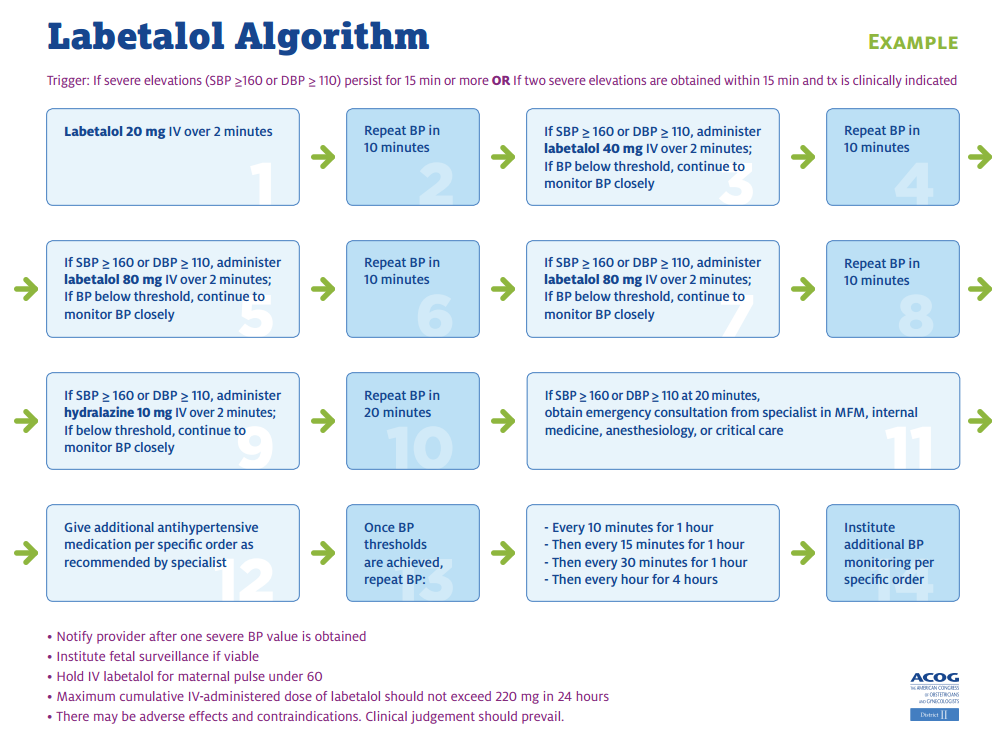 Labetalol Algorithm
EXAMPLE
Trigger: If severe elevations (SBP ≥160 or DBP ≥ 110) persist for 15 min or more OR If two severe elevations are obtained within 15 min and tx is clinically indicated
Labetalol 20 mg IV over 2 minutes
1
Repeat BP in
10 minutes
2
If SBP ≥ 160 or DBP ≥ 110, administer
labetalol 40 mg IV over 2 minutes;
If BP below threshold, continue to
monitor BP closely
3
Repeat BP in
10 minutes
4
If SBP ≥ 160 or DBP ≥ 110, administer
labetalol 80 mg IV over 2 minutes;
If BP below threshold, continue to
monitor BP closely
5
Repeat BP in
10 minutes
6
If SBP ≥ 160 or DBP ≥ 110, administer
labetalol 80 mg IV over 2 minutes;
If BP below threshold, continue to
monitor BP closely
7
Repeat BP in
10 minutes
8
If SBP ≥ 160 or DBP ≥ 110, administer
hydralazine 10 mg IV over 2 minutes;
If below threshold, continue to
monitor BP closely
9
Repeat BP in
20 minutes
10
If SBP ≥ 160 or DBP ≥ 110 at 20 minutes,
obtain emergency consultation from specialist in MFM, internal
medicine, anesthesiology, or critical care
11
Give additional antihypertensive
medication per specific order as
recommended by specialist
12
Once BP
thresholds
are achieved,
repeat BP:
13
- Every 10 minutes for 1 hour
- Then every 15 minutes for 1 hour
- Then every 30 minutes for 1 hour
- Then every hour for 4 hours
Institute
additional BP
monitoring per
specific order
14
• Notify provider after one severe BP value is obtained
• Institute fetal surveillance if viable
• Hold IV labetalol for maternal pulse under 60
• Maximum cumulative IV-administered dose of labetalol should not exceed 220 mg in 24 hours
• There may be adverse effects and contraindications. Clinical judgement should prevail.
ACOG
THE AMERICAN CONGRESS
OF OBSTETRICIANS
AND GYNECOLOGISTS
District II